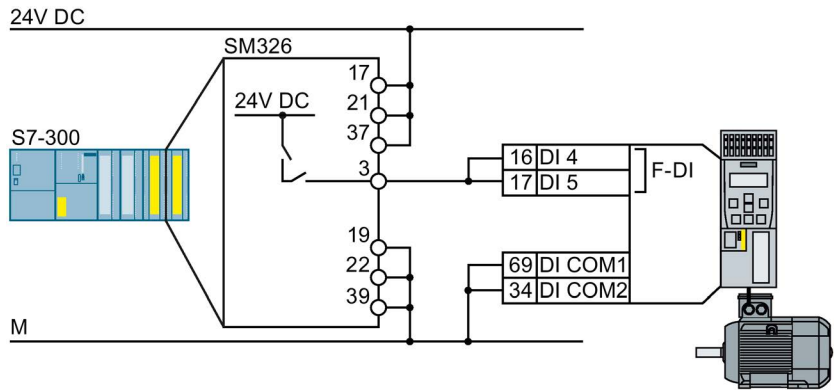 24V DC
SM326
17
24V DC
21
37
S7-300
3
16 DI 4
17 DI 5
F-DI
19
22
39
69 DI COM1
34 DI COM2
M